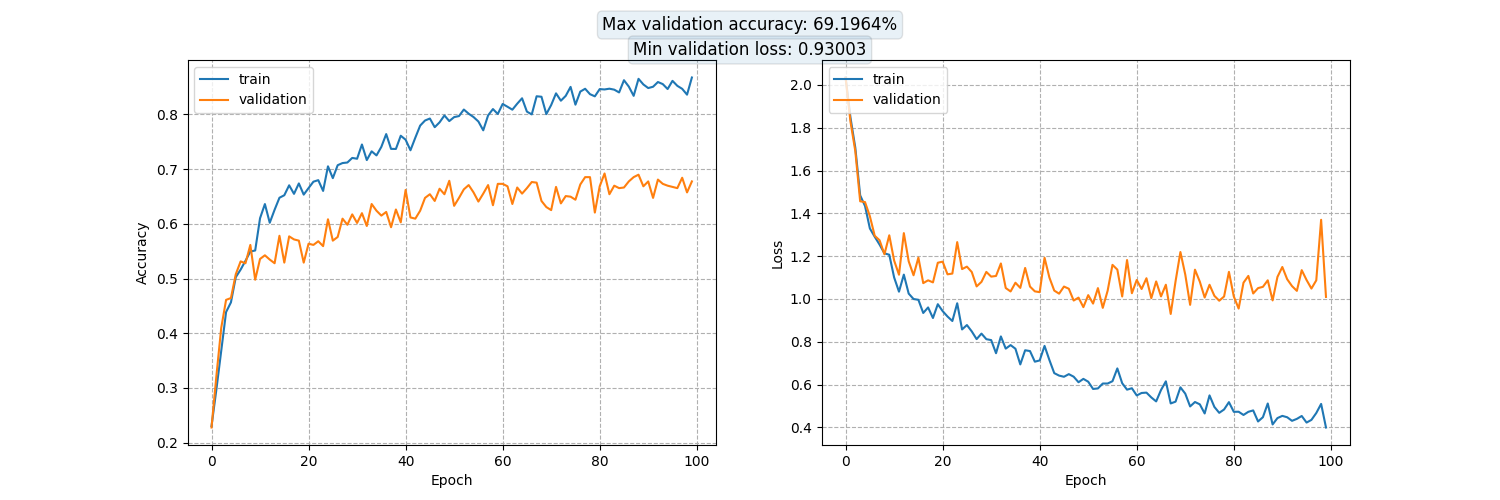 Max validation accuracy: 69.1964%
Min validation loss: 0.93003
train
validation
0.8
0.7
0.6
0.5
0.4
0.3
0.2
Accuracy
0
20
40
60
80
100
Epoch
train
validation
2.0
1.8
1.6
1.4
1.2
1.0
0.8
0.6
0.4
Loss
0
20
40
60
80
100
Epoch